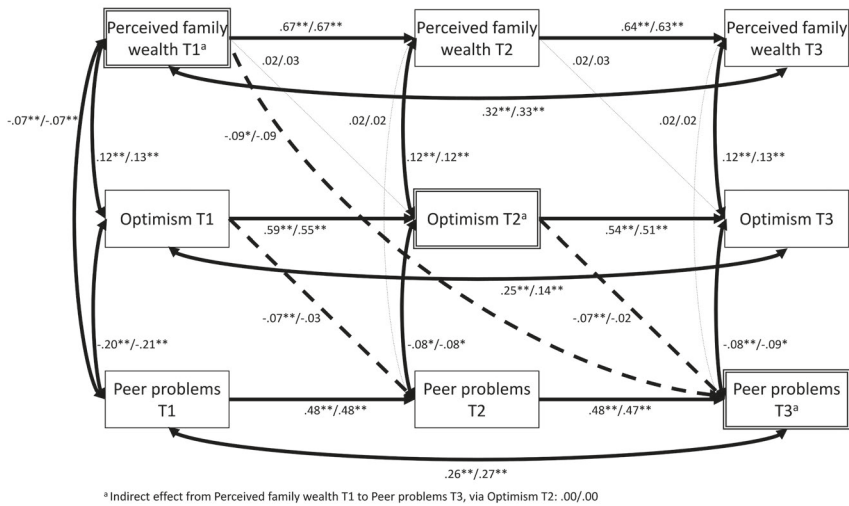 Perceived family
wealth T1ᵃ
.67**/.67**
Perceived family
wealth T2
.64**/.63**
Perceived family
wealth T3
.02/.03
.02/.03
.32**/.33**
-.07**/-.07**
.02/.02
.02/.02
-.09*/-.09
.12**/.13**
.12**/.12**
.12**/.13**
Optimism T1
.59**/.55**
Optimism T2ᵃ
.54**/.51**
Optimism T3
.25**/.14**
-.07**/-.03
-.07**/-.02
-.20**/-.21**
-.08*/-.08*
-.08**/-.09*
Peer problems
T1
.48**/.48**
Peer problems
T2
.48**/.47**
Peer problems
T3ᵃ
.26**/.27**
ᵃ Indirect effect from Perceived family wealth T1 to Peer problems T3, via Optimism T2: .00/.00